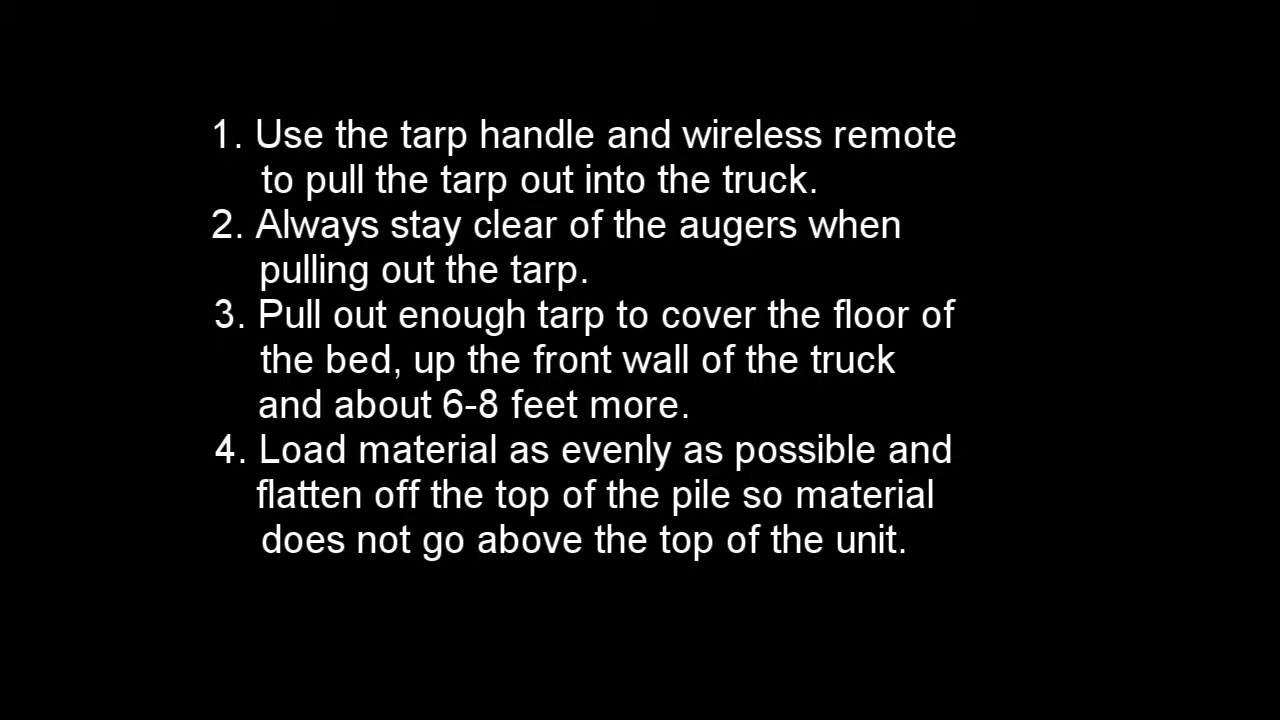 1. Use the tarp handle and wireless remote
to pull the tarp out into the truck.
2. Always stay clear of the augers when
pulling out the tarp.
3. Pull out enough tarp to cover the floor of
the bed, up the front wall of the truck
and about 6-8 feet more.
4. Load material as evenly as possible and
flatten off the top of the pile so material
does not go above the top of the unit.